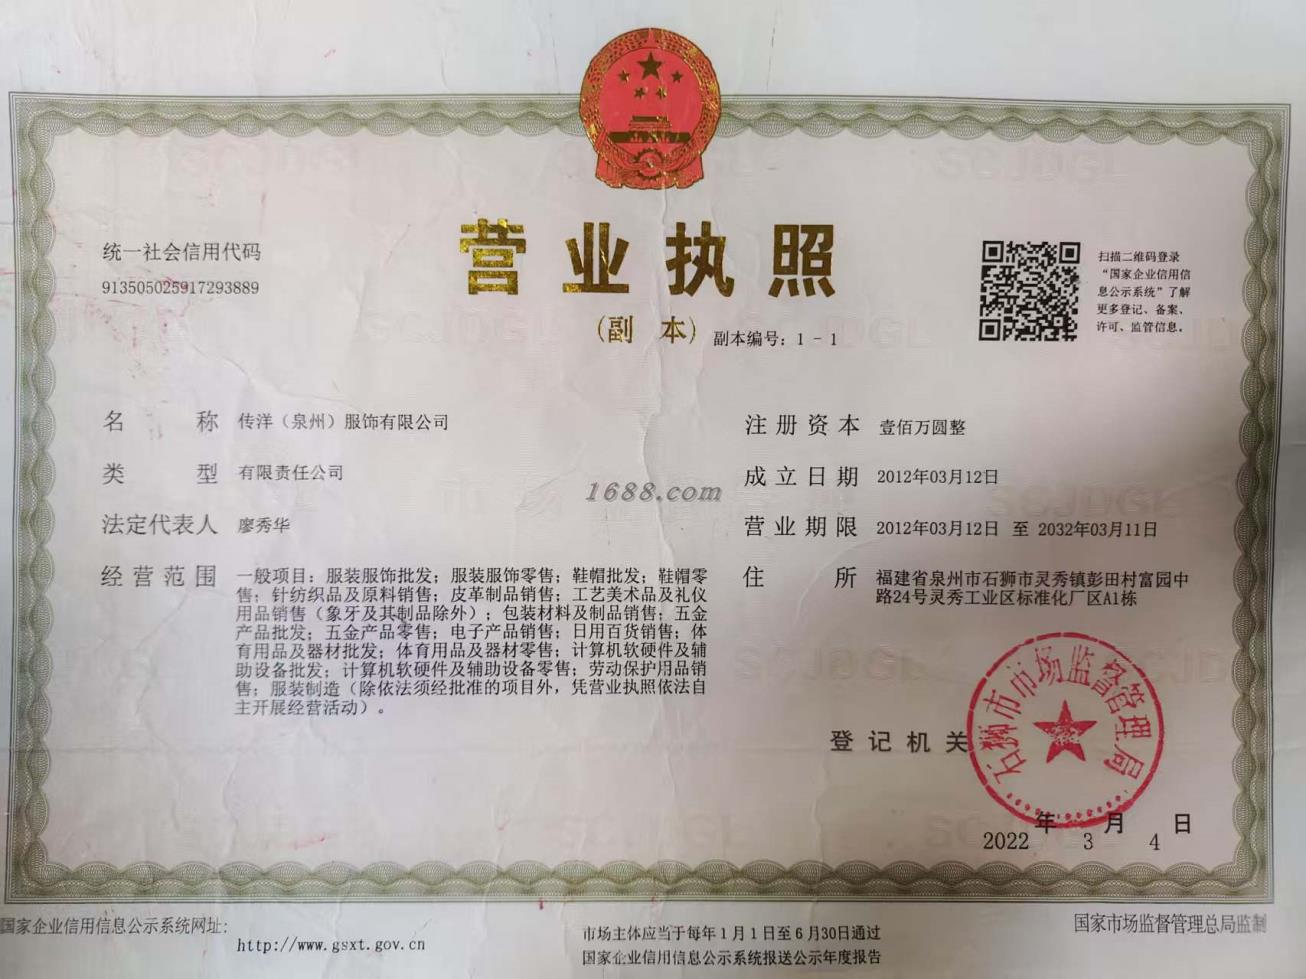 营业执照
(副 本) 副本编号: 1 - 1
统一社会信用代码
913505025917293889
扫描二维码登录
“国家企业信用信
息公示系统”了解
更多登记、备案、
许可、监管信息。
名 称 传洋（泉州）服饰有限公司
类 型 有限责任公司
法定代表人 廖秀华
经营范围 一般项目：服装服饰批发；服装服饰零售；鞋帽批发；鞋帽零
售；针纺织品及原料销售；皮革制品销售；工艺美术品及礼仪
用品销售（象牙及其制品除外）；包装材料及制品销售；五金
产品批发；五金产品零售；电子产品销售；日用百货销售；体
育用品及器材批发；体育用品及器材零售；计算机软硬件及辅
助设备批发；计算机软硬件及辅助设备零售；劳动保护用品销
售；服装制造（除依法须经批准的项目外，凭营业执照依法自
主开展经营活动）。
注册资本 壹佰万圆整
成立日期 2012年03月12日
营业期限 2012年03月12日 至 2032年03月11日
住 所 福建省泉州市石狮市灵秀镇彭田村富园中
路24号灵秀工业区标准化厂区A1栋
1688.com
登记机关
石狮市市场监督管理局
2022 年 3 月 4 日
国家企业信用信息公示系统网址:
http://www.gsxt.gov.cn
市场主体应当于每年1月1日至6月30日通过
国家企业信用信息公示系统报送公示年度报告
国家市场监督管理总局监制